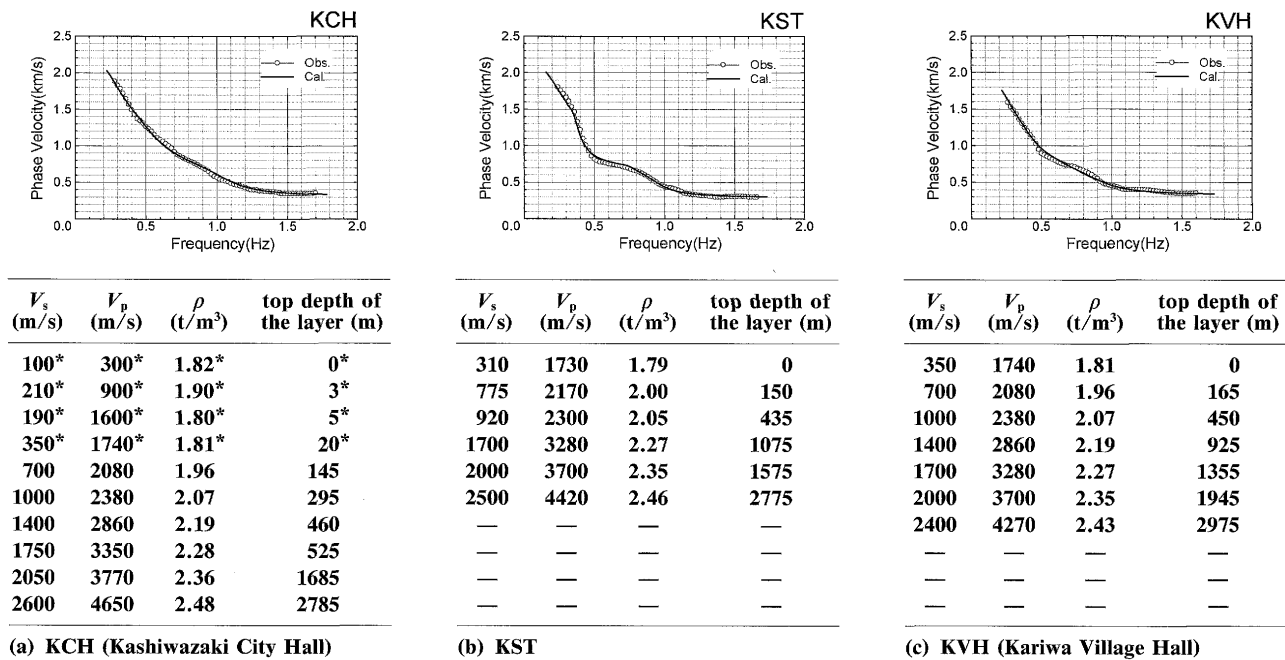 KCH
2.5
2.0
1.5
1.0
0.5
0.0
Phase Velocity(km/s)
Obs.
Cal.
0.5 1.0 1.5 2.0
Frequency(Hz)
KST
2.5
2.0
1.5
1.0
0.5
0.0
Phase Velocity(km/s)
Obs.
Cal.
0.5 1.0 1.5 2.0
Frequency(Hz)
KVH
2.5
2.0
1.5
1.0
0.5
0.0
Phase Velocity(km/s)
Obs.
Cal.
0.5 1.0 1.5 2.0
Frequency(Hz)
Vs Vp ρ top depth of
(m/s) (m/s) (t/m³) the layer (m)
100* 300* 1.82* 0*
210* 900* 1.90* 3*
190* 1600* 1.80* 5*
350* 1740* 1.81* 20*
700 2080 1.96 145
1000 2380 2.07 295
1400 2860 2.19 460
1750 3350 2.28 525
2050 3770 2.36 1685
2600 4650 2.48 2785
(a) KCH (Kashiwazaki City Hall)
Vs Vp ρ top depth of
(m/s) (m/s) (t/m³) the layer (m)
310 1730 1.79 0
775 2170 2.00 150
920 2300 2.05 435
1700 3280 2.27 1075
2000 3700 2.35 1575
2500 4420 2.46 2775
— — — —
— — — —
— — — —
— — — —
(b) KST
Vs Vp ρ top depth of
(m/s) (m/s) (t/m³) the layer (m)
350 1740 1.81 0
700 2080 1.96 165
1000 2380 2.07 450
1400 2860 2.19 925
1700 3280 2.27 1355
2000 3700 2.35 1945
2400 4270 2.43 2975
— — — —
— — — —
— — — —
(c) KVH (Kariwa Village Hall)